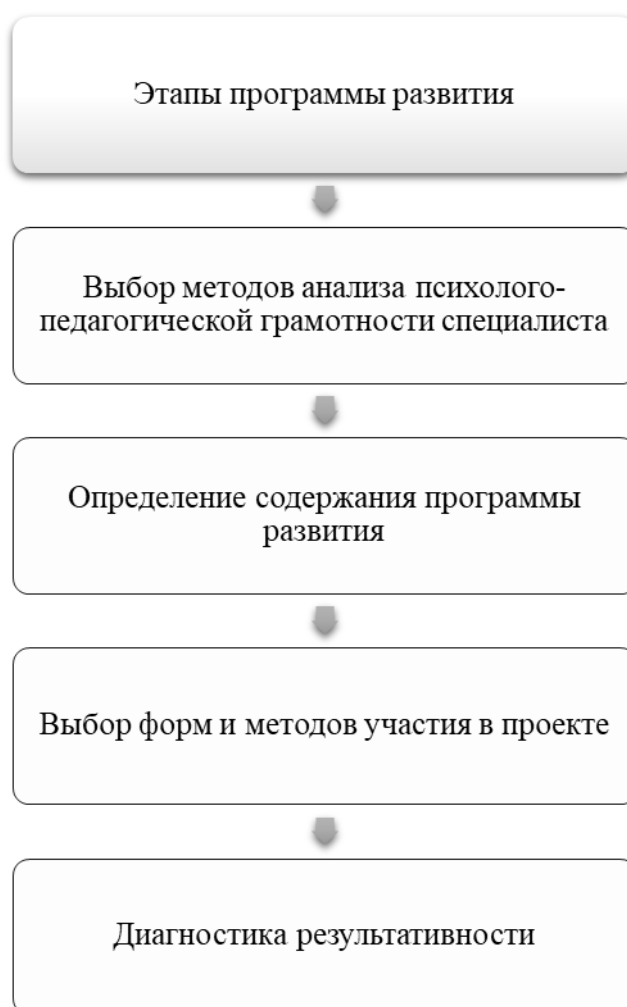 Этапы программы развития
Выбор методов анализа психолого-
педагогической грамотности специалиста
Определение содержания программы
развития
Выбор форм и методов участия в проекте
Диагностика результативности